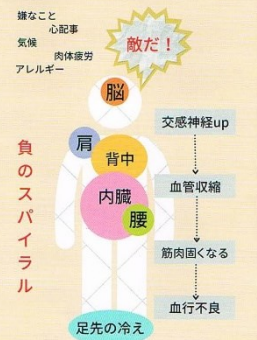 嫌なこと
心配事
気候
肉体疲労
アレルギー
敵だ！
脳
肩
背中
内臓
腰
足先の冷え
負のスパイラル
交感神経up
血管収縮
筋肉固くなる
血行不良